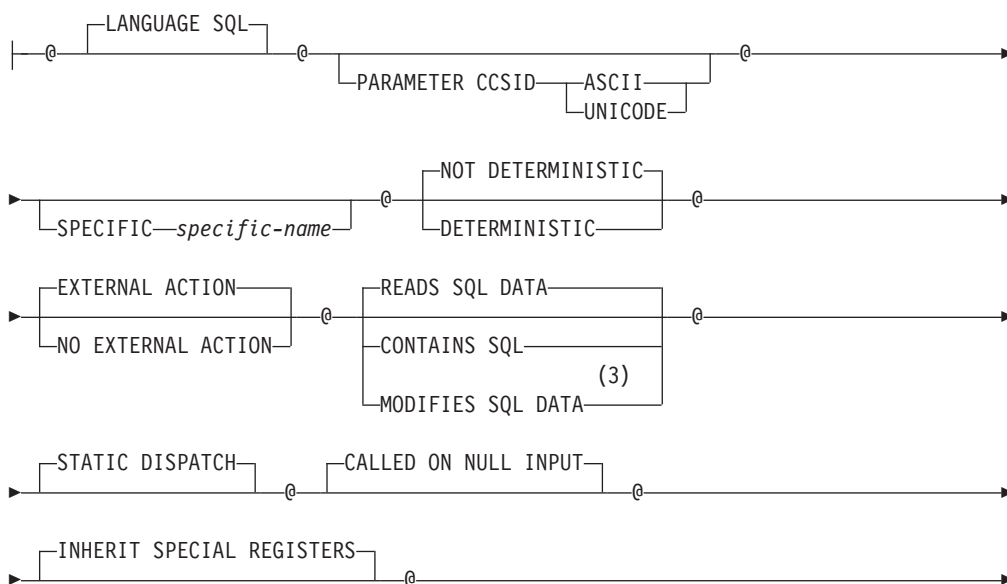 LANGUAGE SQL
@ @ @ @
PARAMETER CCSID ASCII
UNICODE
NOT DETERMINISTIC
@ @
SPECIFIC specific-name DETERMINISTIC
EXTERNAL ACTION READS SQL DATA
@ @
NO EXTERNAL ACTION CONTAINS SQL
(3)
MODIFIES SQL DATA
STATIC DISPATCH CALLED ON NULL INPUT
@ @
INHERIT SPECIAL REGISTERS
@